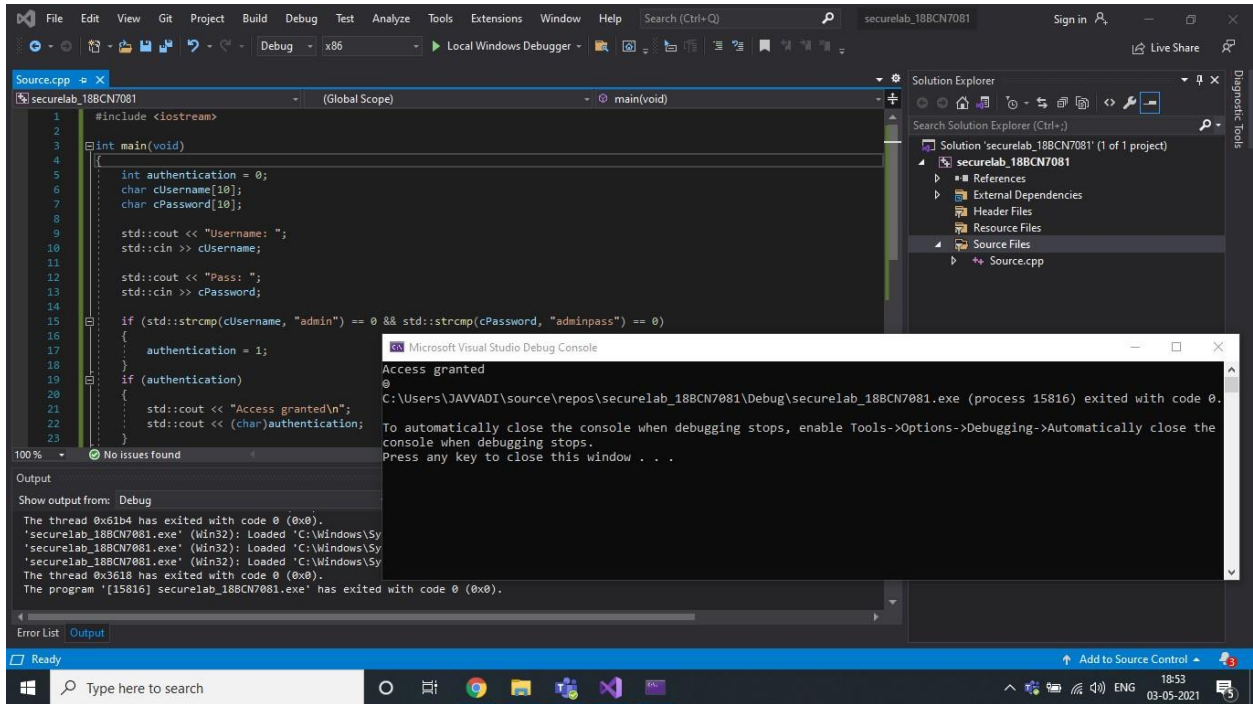 File Edit View Git Project Build Debug Test Analyze Tools Extensions Window Help Search (Ctrl+Q) securelab_18BCN7081 Sign in
Debug x86 Local Windows Debugger Live Share
Source.cpp
securelab_18BCN7081 (Global Scope) main(void)
1 #include <iostream>
2
3 int main(void)
4 {
5 int authentication = 0;
6 char cUsername[10];
7 char cPassword[10];
8
9 std::cout << "Username: ";
10 std::cin >> cUsername;
11
12 std::cout << "Pass: ";
13 std::cin >> cPassword;
14
15 if (std::strcmp(cUsername, "admin") == 0 && std::strcmp(cPassword, "adminpass") == 0)
16 {
17 authentication = 1;
18 }
19 if (authentication)
20 {
21 std::cout << "Access granted\n";
22 std::cout << (char)authentication;
23 }
100 % No issues found
Solution Explorer
Search Solution Explorer (Ctrl+;)
Solution 'securelab_18BCN7081' (1 of 1 project)
securelab_18BCN7081
References
External Dependencies
Header Files
Resource Files
Source Files
Source.cpp
Diagnostic Tools
Microsoft Visual Studio Debug Console
Access granted
☺
C:\Users\JAVVADI\source\repos\securelab_18BCN7081\Debug\securelab_18BCN7081.exe (process 15816) exited with code 0.
To automatically close the console when debugging stops, enable Tools->Options->Debugging->Automatically close the
console when debugging stops.
Press any key to close this window . . .
Output
Show output from: Debug
The thread 0x61b4 has exited with code 0 (0x0).
'securelab_18BCN7081.exe' (Win32): Loaded 'C:\Windows\Sy
'securelab_18BCN7081.exe' (Win32): Loaded 'C:\Windows\Sy
'securelab_18BCN7081.exe' (Win32): Loaded 'C:\Windows\Sy
The thread 0x3618 has exited with code 0 (0x0).
The program '[15816] securelab_18BCN7081.exe' has exited with code 0 (0x0).
Error List Output
Ready Add to Source Control 3
Type here to search ENG 18:53
03-05-2021 5